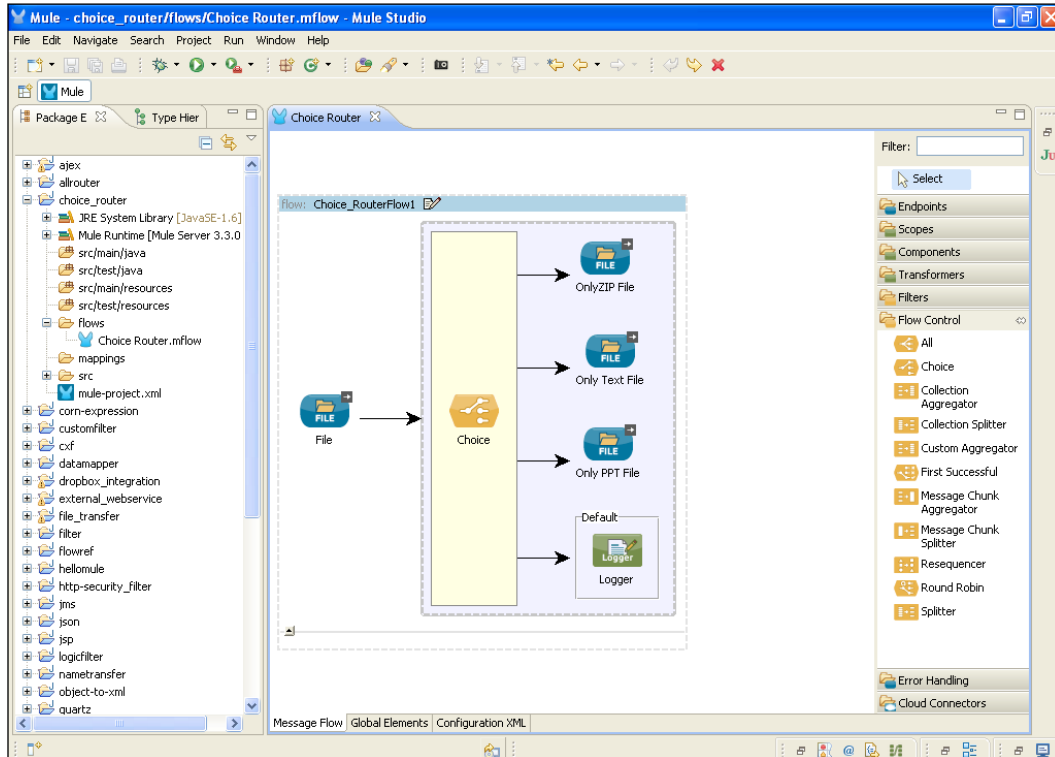 Mule - choice_router/flows/Choice Router.mflow - Mule Studio
File Edit Navigate Search Project Run Window Help
Mule
Package E
Type Hier
ajex
allrouter
choice_router
JRE System Library [JavaSE-1.6]
Mule Runtime [Mule Server 3.3.0
src/main/java
src/test/java
src/main/resources
src/test/resources
flows
Choice Router.mflow
mappings
src
mule-project.xml
corn-expression
customfilter
cxf
datamapper
dropbox_integration
external_webservice
file_transfer
filter
flowref
hellomule
http-security_filter
jms
json
jsp
logicfilter
nametransfer
object-to-xml
quartz
Choice Router
flow: Choice_RouterFlow1
FILE
File
Choice
FILE
OnlyZIP File
FILE
Only Text File
FILE
Only PPT File
Default
Logger
Logger
Message Flow Global Elements Configuration XML
Filter:
Select
Endpoints
Scopes
Components
Transformers
Filters
Flow Control
All
Choice
Collection
Aggregator
Collection Splitter
Custom Aggregator
First Successful
Message Chunk
Aggregator
Message Chunk
Splitter
Resequencer
Round Robin
Splitter
Error Handling
Cloud Connectors
Ju